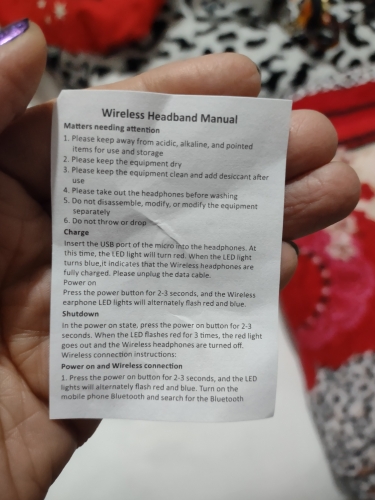 Wireless Headband Manual
Matters needing attention
1. Please keep away from acidic, alkaline, and pointed
items for use and storage
2. Please keep the equipment dry
3. Please keep the equipment clean and add desiccant after
use
4. Please take out the headphones before washing
5. Do not disassemble, modify, or modify the equipment
separately
6. Do not throw or drop
Charge
Insert the USB port of the micro into the headphones. At
this time, the LED light will turn red. When the LED light
turns blue,it indicates that the Wireless headphones are
fully charged. Please unplug the data cable.
Power on
Press the power button for 2-3 seconds, and the Wireless
earphone LED lights will alternately flash red and blue.
Shutdown
In the power on state, press the power on button for 2-3
seconds. When the LED flashes red for 3 times, the red light
goes out and the Wireless headphones are turned off.
Wireless connection instructions:
Power on and Wireless connection
1. Press the power button for 2-3 seconds, and the LED
lights will alternately flash red and blue. Turn on the
mobile phone Bluetooth and search for the Bluetooth